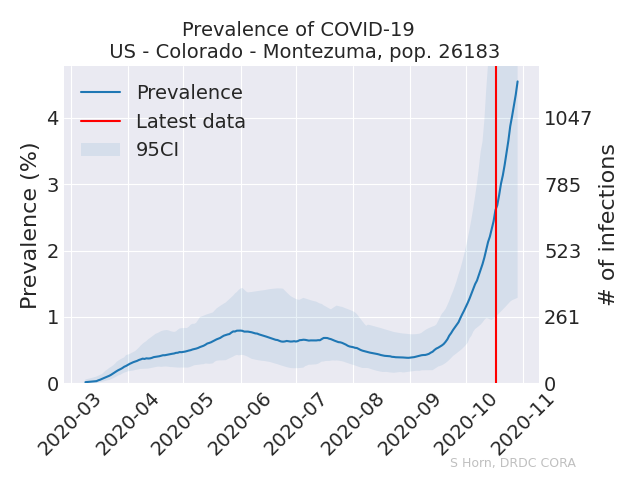 Prevalence of COVID-19
US - Colorado - Montezuma, pop. 26183
Prevalence
Latest data
95CI
Prevalence (%)
4
3
2
1
0
1047
785
523
261
0
# of infections
2020-03
2020-04
2020-05
2020-06
2020-07
2020-08
2020-09
2020-10
2020-11
S Horn, DRDC CORA